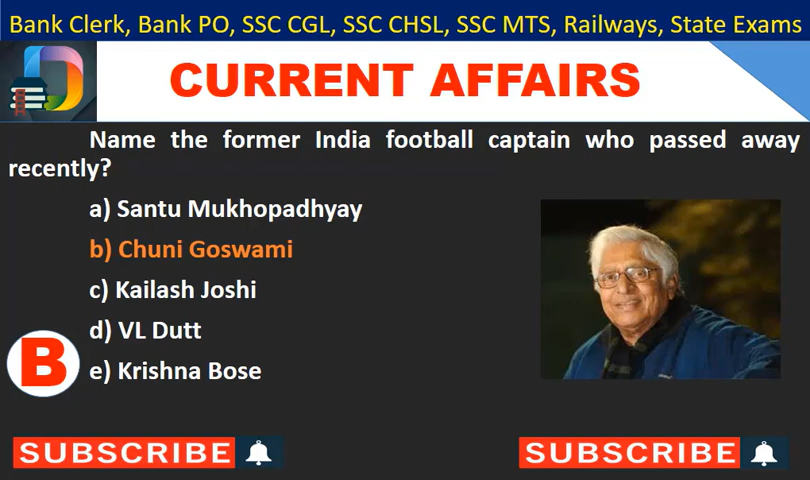 Bank Clerk, Bank PO, SSC CGL, SSC CHSL, SSC MTS, Railways, State Exams
CURRENT AFFAIRS
Name the former India football captain who passed away
recently?
a) Santu Mukhopadhyay
b) Chuni Goswami
c) Kailash Joshi
d) VL Dutt
e) Krishna Bose
B
SUBSCRIBE
SUBSCRIBE